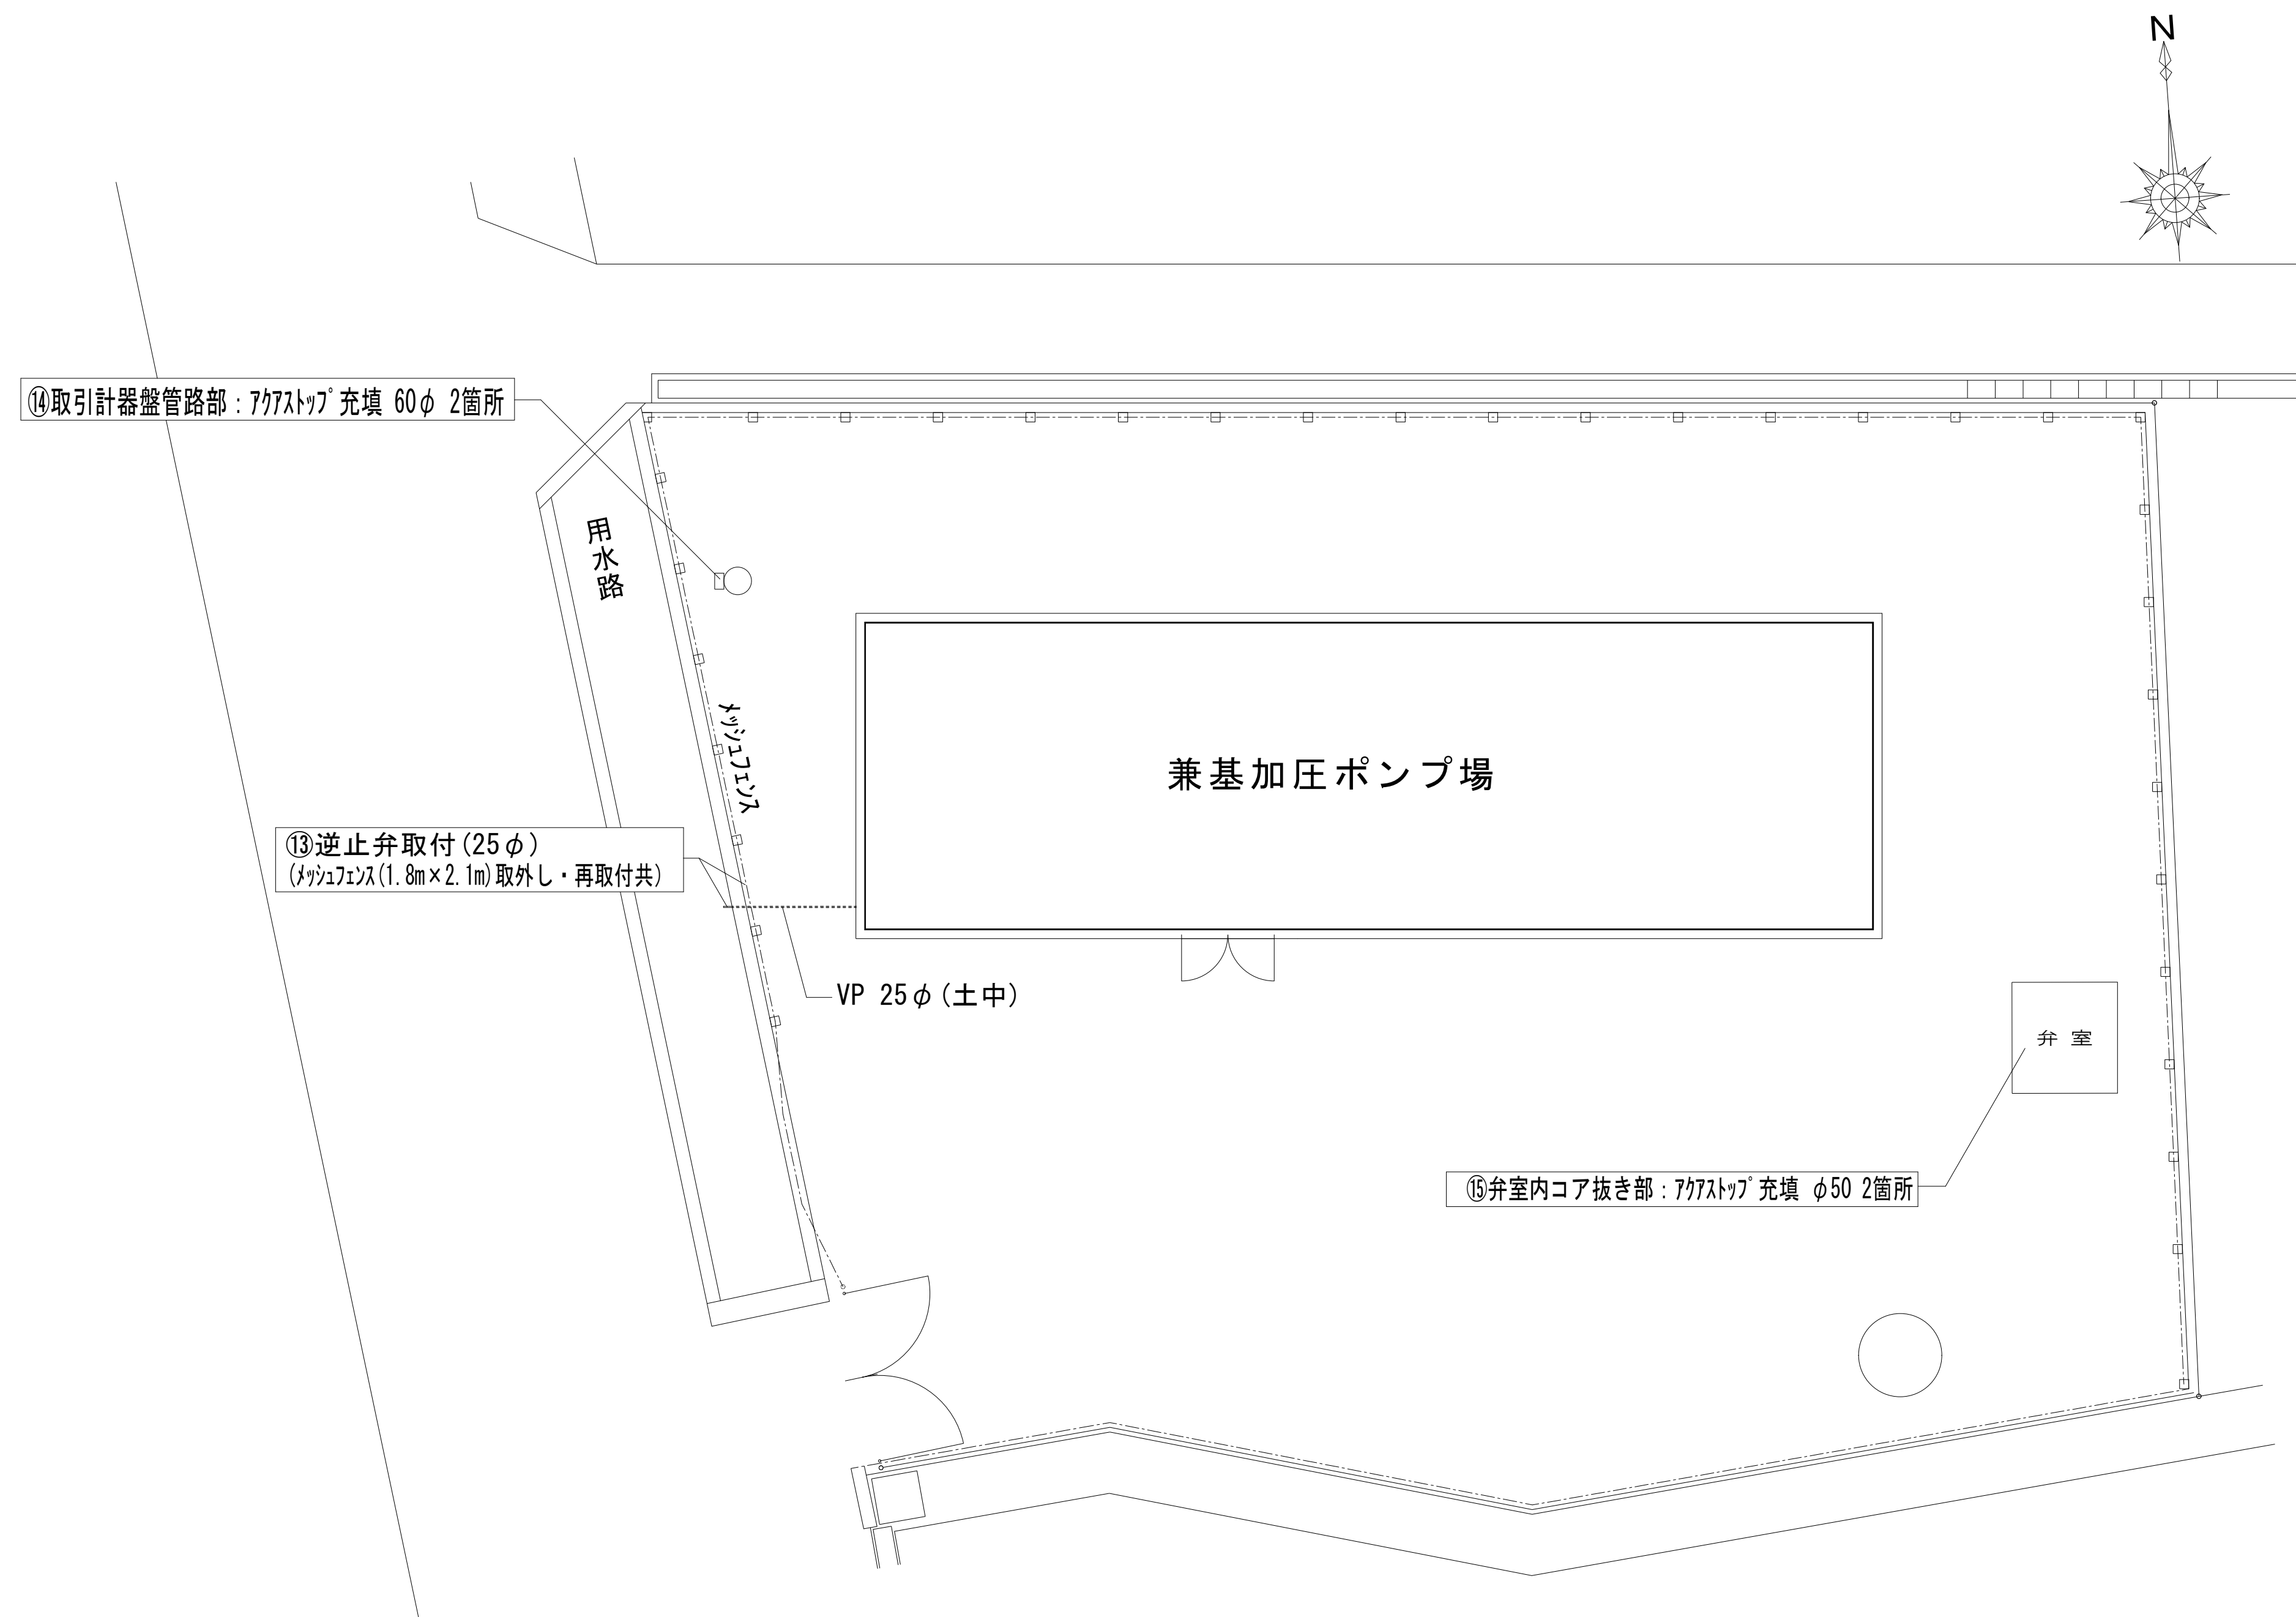 N
⑭取引計器盤管路部：ｱｸｱｽﾄｯﾌﾟ充填 60φ 2箇所
用水路
ﾒｯｼｭﾌｪﾝｽ
兼基加圧ポンプ場
⑬逆止弁取付(25φ)
(ﾒｯｼｭﾌｪﾝｽ(1.8m×2.1m)取外し・再取付共)
VP 25φ(土中)
弁室
⑮弁室内コア抜き部：ｱｸｱｽﾄｯﾌﾟ充填 φ50 2箇所